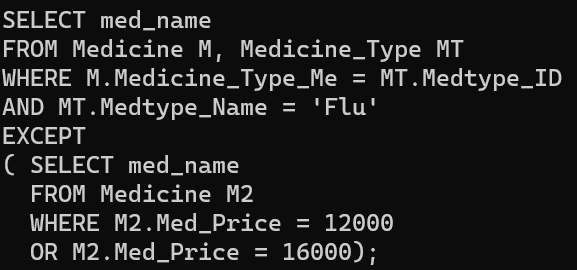 SELECT med_name
FROM Medicine M, Medicine_Type MT
WHERE M.Medicine_Type_Me = MT.Medtype_ID
AND MT.Medtype_Name = 'Flu'
EXCEPT
( SELECT med_name
  FROM Medicine M2
  WHERE M2.Med_Price = 12000
  OR M2.Med_Price = 16000);